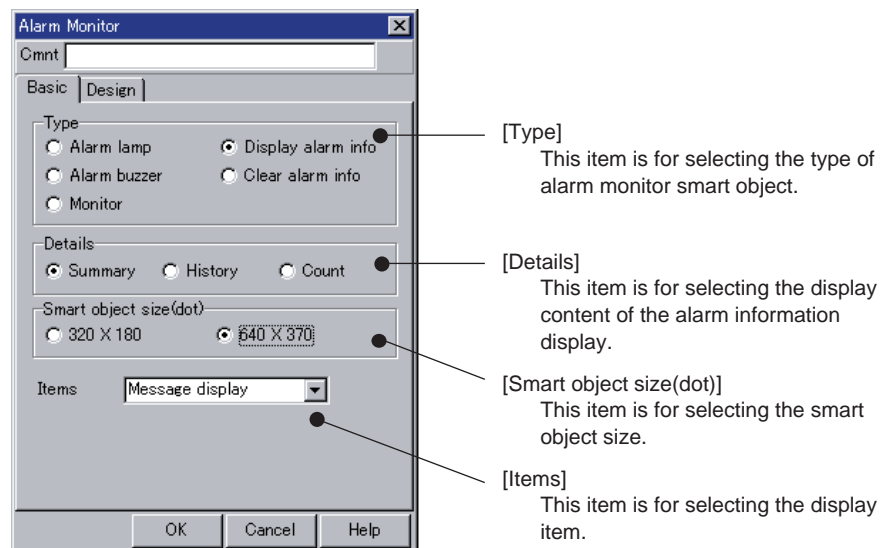 Alarm Monitor
Cmnt
Basic Design
Type
Alarm lamp Display alarm info
Alarm buzzer Clear alarm info
Monitor
Details
Summary History Count
Smart object size(dot)
320 X 180 640 X 370
Items Message display
OK Cancel Help
[Type]
This item is for selecting the type of
alarm monitor smart object.
[Details]
This item is for selecting the display
content of the alarm information
display.
[Smart object size(dot)]
This item is for selecting the smart
object size.
[Items]
This item is for selecting the display
item.